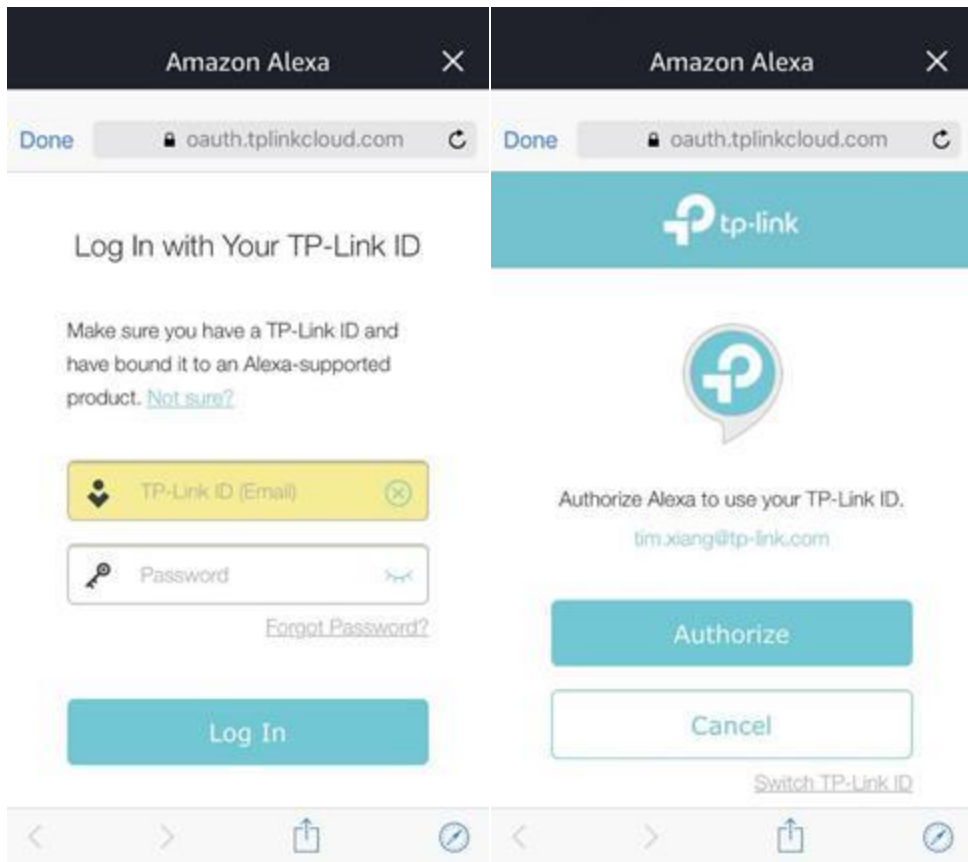 Amazon Alexa
Done
oauth.tplinkcloud.com
Log In with Your TP-Link ID
Make sure you have a TP-Link ID and
have bound it to an Alexa-supported
product. Not sure?
TP-Link ID (Email)
Password
Forgot Password?
Log In
Amazon Alexa
Done
oauth.tplinkcloud.com
tp-link
Authorize Alexa to use your TP-Link ID.
tim.xiang@tp-link.com
Authorize
Cancel
Switch TP-Link ID